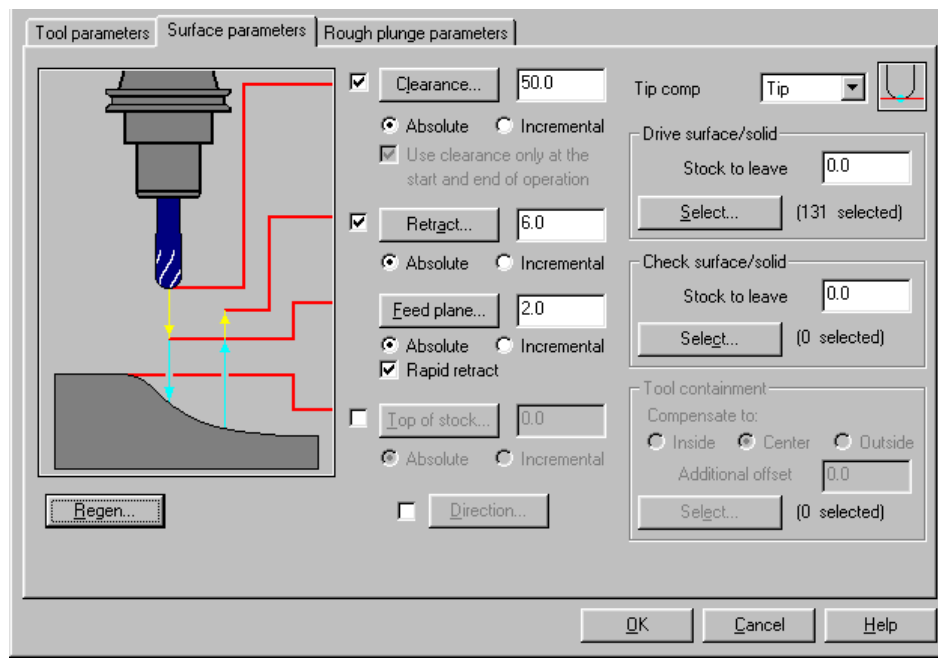 Tool parameters
Surface parameters
Rough plunge parameters
Clearance...
50.0
Absolute
Incremental
Use clearance only at the
start and end of operation
Retract...
6.0
Absolute
Incremental
Feed plane...
2.0
Absolute
Incremental
Rapid retract
Top of stock...
0.0
Absolute
Incremental
Direction...
Regen...
Tip comp
Tip
Drive surface/solid
Stock to leave
0.0
Select...
(131 selected)
Check surface/solid
Stock to leave
0.0
Select...
(0 selected)
Tool containment
Compensate to:
Inside
Center
Outside
Additional offset
0.0
Select...
(0 selected)
OK
Cancel
Help